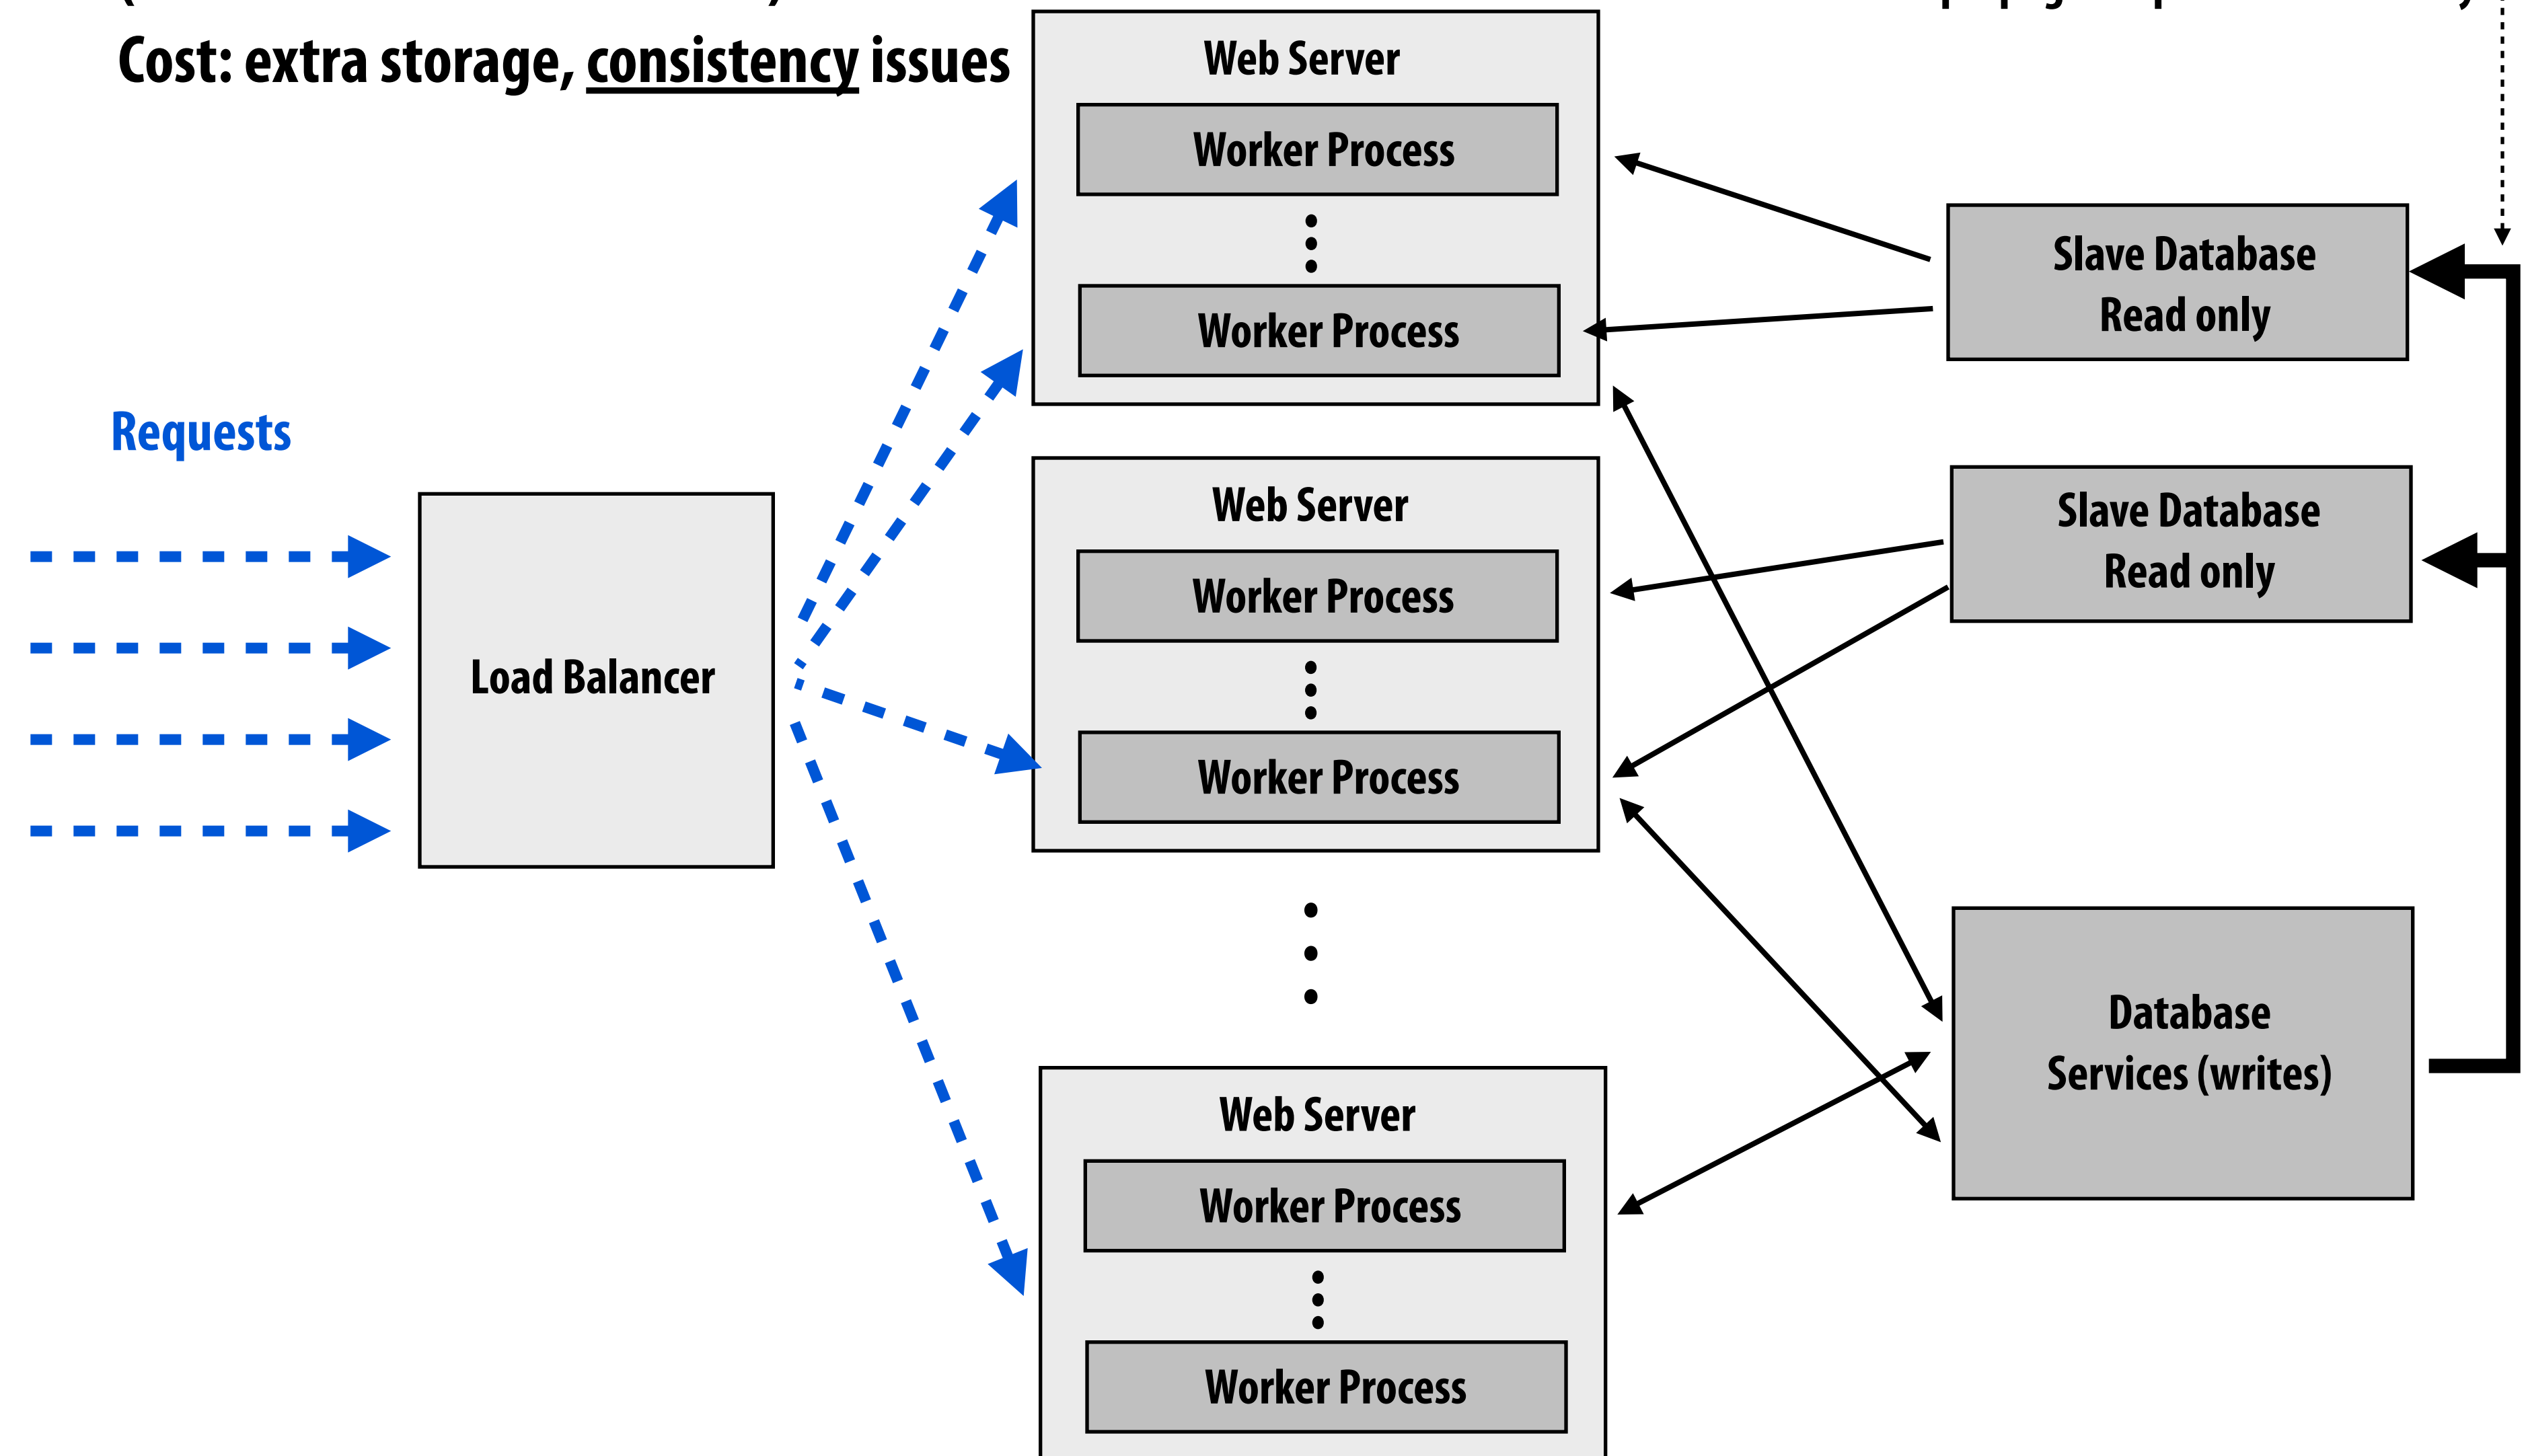 Cost: extra storage, consistency issues
Web Server
Worker Process
Worker Process
Slave Database
Read only
Requests
Load Balancer
Web Server
Worker Process
Worker Process
Slave Database
Read only
Database
Services (writes)
Web Server
Worker Process
Worker Process